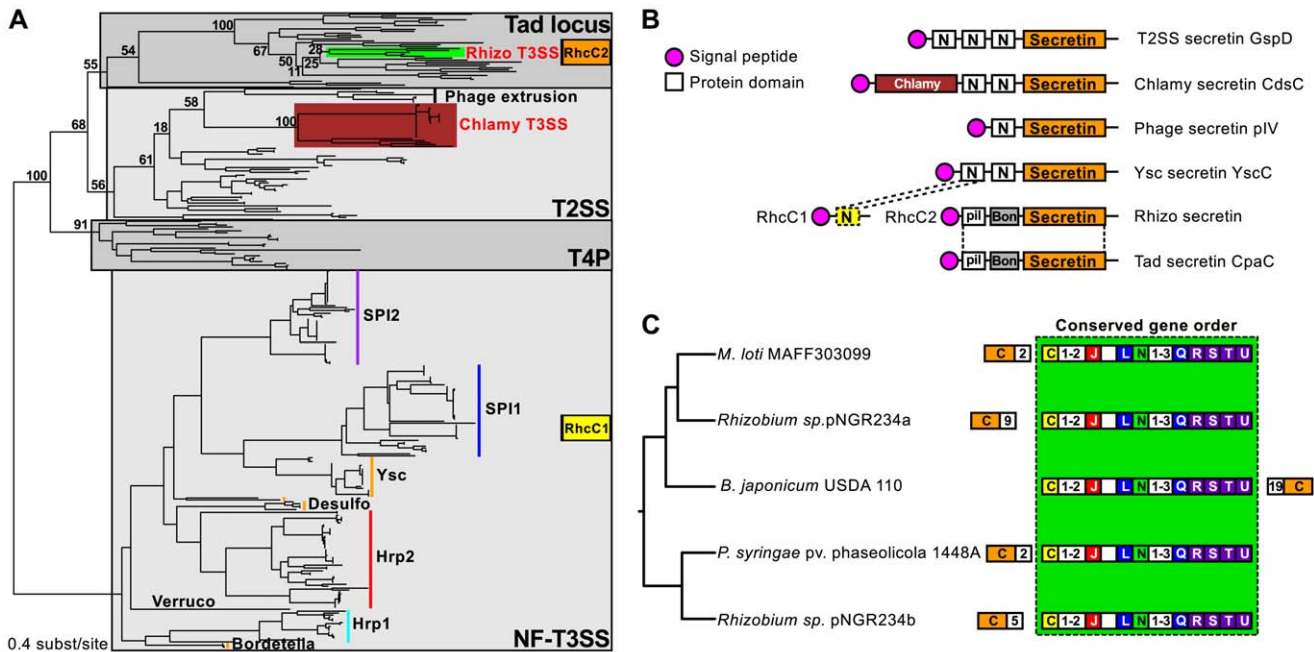 A
Tad locus
100
54
67
28
Rhizo T3SS
RhcC2
50
25
11
55
Phage extrusion
58
Chlamy T3SS
100
18
68
61
100
56
T2SS
91
T4P
SPI2
SPI1
RhcC1
Ysc
Desulfo
Hrp2
Verruco
Hrp1
0.4 subst/site
Bordetella
NF-T3SS
B
Signal peptide
Protein domain
N N N Secretin T2SS secretin GspD
Chlamy N N Secretin Chlamy secretin CdsC
N Secretin Phage secretin pIV
N N Secretin Ysc secretin YscC
RhcC1 N RhcC2 pil Bon Secretin Rhizo secretin
pil Bon Secretin Tad secretin CpaC
C
Conserved gene order
M. loti MAFF303099 C 2 C 1-2 J L N 1-3 Q R S T U
Rhizobium sp.pNGR234a C 9 C 1-2 J L N 1-3 Q R S T U
B. japonicum USDA 110 C 1-2 J L N 1-3 Q R S T U 19 C
P. syringae pv. phaseolicola 1448A C 2 C 1-2 J L N 1-3 Q R S T U
Rhizobium sp. pNGR234b C 5 C 1-2 J L N 1-3 Q R S T U